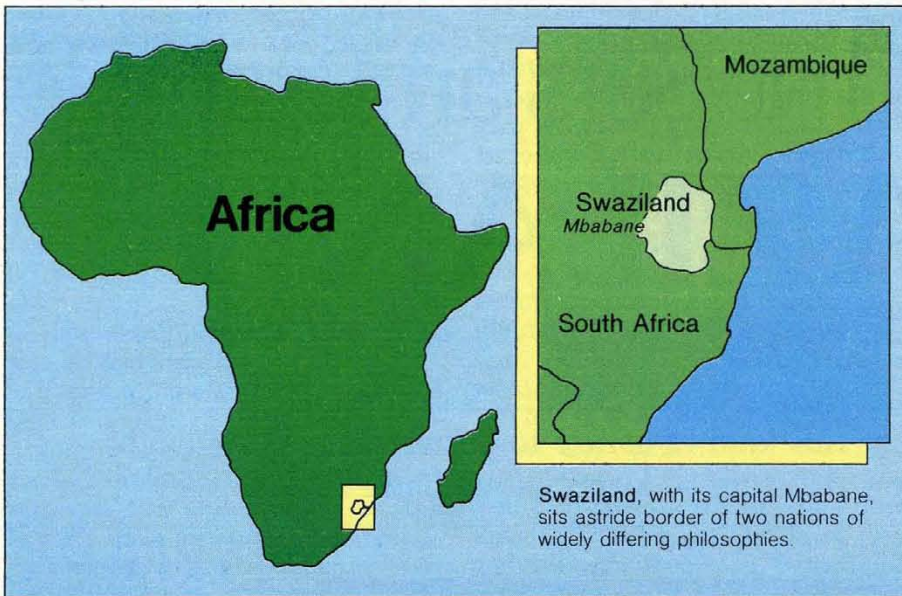 Africa
Mozambique
Swaziland
Mbabane
South Africa
Swaziland, with its capital Mbabane,
sits astride border of two nations of
widely differing philosophies.